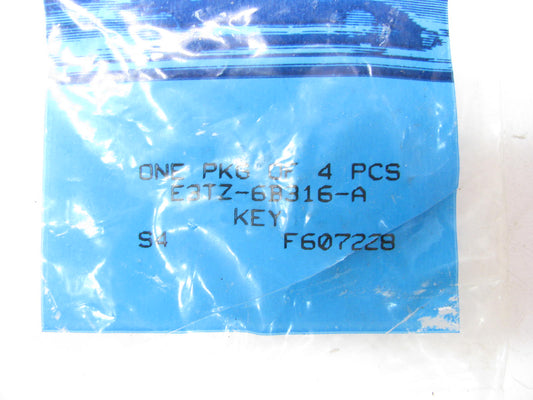 ONE PKG OF 4 PCS
E3TZ-6B316-A
KEY
S4 F607228